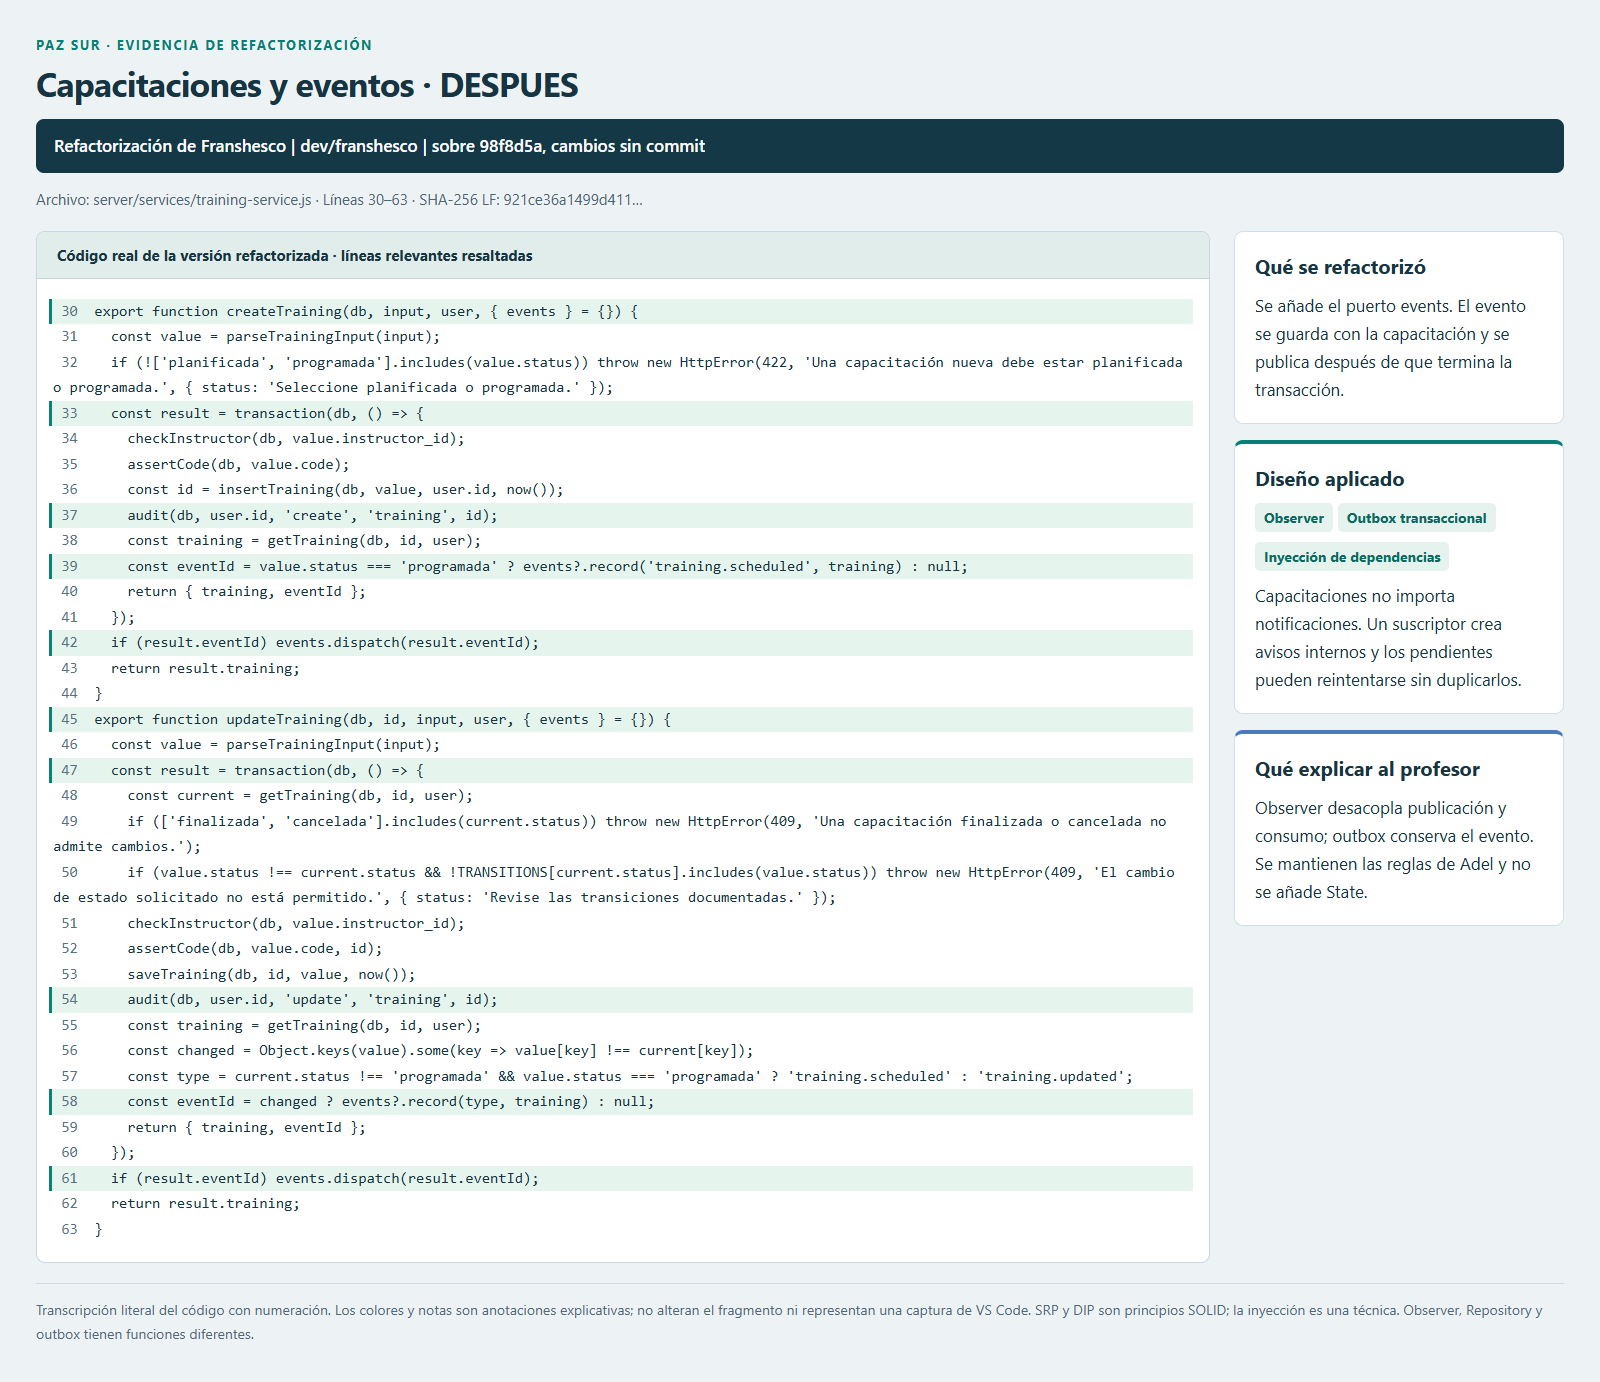 PAZ SUR · EVIDENCIA DE REFACTORIZACIÓN
Capacitaciones y eventos · DESPUES
Refactorización de Franshesco | dev/franshesco | sobre 98f8d5a, cambios sin commit
Archivo: server/services/training-service.js · Líneas 30–63 · SHA-256 LF: 921ce36a1499d411...
Código real de la versión refactorizada · líneas relevantes resaltadas
30  export function createTraining(db, input, user, { events } = {}) {
31    const value = parseTrainingInput(input);
32    if (!['planificada', 'programada'].includes(value.status)) throw new HttpError(422, 'Una capacitación nueva debe estar planificada
o programada.', { status: 'Seleccione planificada o programada.' });
33    const result = transaction(db, () => {
34      checkInstructor(db, value.instructor_id);
35      assertCode(db, value.code);
36      const id = insertTraining(db, value, user.id, now());
37      audit(db, user.id, 'create', 'training', id);
38      const training = getTraining(db, id, user);
39      const eventId = value.status === 'programada' ? events?.record('training.scheduled', training) : null;
40      return { training, eventId };
41    });
42    if (result.eventId) events.dispatch(result.eventId);
43    return result.training;
44  }
45  export function updateTraining(db, id, input, user, { events } = {}) {
46    const value = parseTrainingInput(input);
47    const result = transaction(db, () => {
48      const current = getTraining(db, id, user);
49      if (['finalizada', 'cancelada'].includes(current.status)) throw new HttpError(409, 'Una capacitación finalizada o cancelada no
admite cambios.');
50      if (value.status !== current.status && !TRANSITIONS[current.status].includes(value.status)) throw new HttpError(409, 'El cambio
de estado solicitado no está permitido.', { status: 'Revise las transiciones documentadas.' });
51      checkInstructor(db, value.instructor_id);
52      assertCode(db, value.code, id);
53      saveTraining(db, id, value, now());
54      audit(db, user.id, 'update', 'training', id);
55      const training = getTraining(db, id, user);
56      const changed = Object.keys(value).some(key => value[key] !== current[key]);
57      const type = current.status !== 'programada' && value.status === 'programada' ? 'training.scheduled' : 'training.updated';
58      const eventId = changed ? events?.record(type, training) : null;
59      return { training, eventId };
60    });
61    if (result.eventId) events.dispatch(result.eventId);
62    return result.training;
63  }
Qué se refactorizó
Se añade el puerto events. El evento
se guarda con la capacitación y se
publica después de que termina la
transacción.
Diseño aplicado
Observer
Outbox transaccional
Inyección de dependencias
Capacitaciones no importa
notificaciones. Un suscriptor crea
avisos internos y los pendientes
pueden reintentarse sin duplicarlos.
Qué explicar al profesor
Observer desacopla publicación y
consumo; outbox conserva el evento.
Se mantienen las reglas de Adel y no
se añade State.
Transcripción literal del código con numeración. Los colores y notas son anotaciones explicativas; no alteran el fragmento ni representan una captura de VS Code. SRP y DIP son principios SOLID; la inyección es una técnica. Observer, Repository y
outbox tienen funciones diferentes.